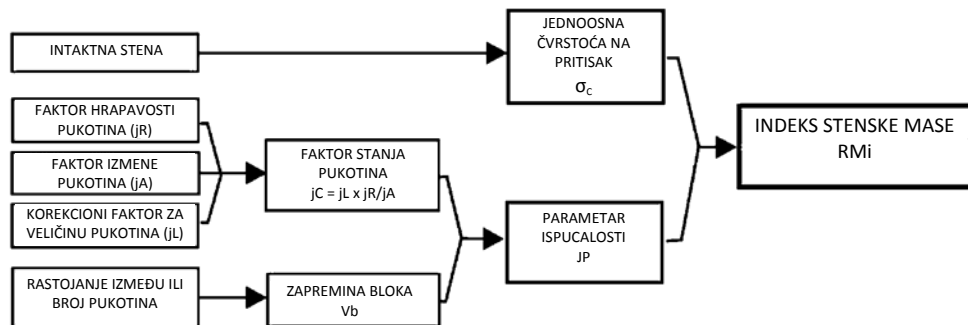 INTAKTNA STENA
JEDNOOSNA
ČVRSTOĆA NA
PRITISAK
σc
FAKTOR HRAPAVOSTI
PUKOTINA (jR)
FAKTOR IZMENE
PUKOTINA (jA)
KOREKCIONI FAKTOR ZA
VELIČINU PUKOTINA (jL)
FAKTOR STANJA
PUKOTINA
jC = jL x jR/jA
INDEKS STENSKE MASE
RMi
PARAMETAR
ISPUCALOSTI
JP
RASTOJANJE IZMEĐU ILI
BROJ PUKOTINA
ZAPREMINA BLOKA
Vb